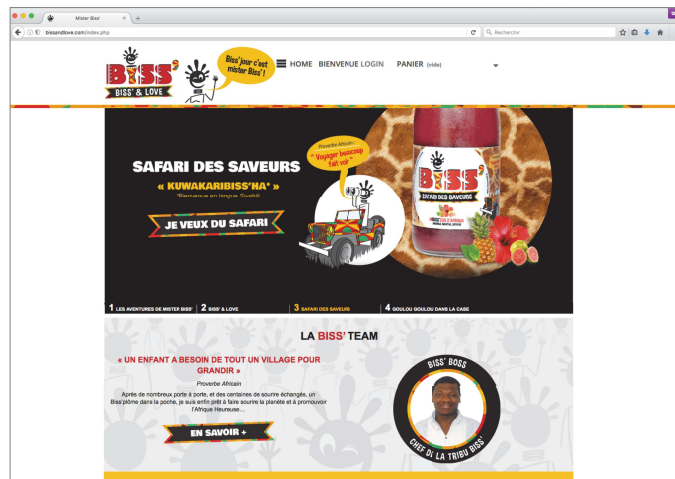 Mister Biss'
bissandlove.com/index.php
Rechercher
BISS'
BISS' & LOVE
Biss'jour c'est
mister Biss' !
HOME BIENVENUE LOGIN PANIER (vide)
SAFARI DES SAVEURS
« KUWAKARIBISS'HA* »
*Bienvenue en langue Swahili
JE VEUX DU SAFARI
Proverbe Africain :
" Voyager beaucoup
fait voir "
BISS'
SAFARI DES SAVEURS
1 LES AVENTURES DE MISTER BISS'
2 BISS' & LOVE
3 SAFARI DES SAVEURS
4 GOULOU GOULOU DANS LA CASE
LA BISS' TEAM
« UN ENFANT A BESOIN DE TOUT UN VILLAGE POUR
GRANDIR »
Proverbe Africain
Après de nombreux porte à porte, et des centaines de sourire échangés, un
Biss'plôme dans la poche, je suis enfin prêt à faire sourire la planète et à promouvoir
l'Afrique Heureuse…
EN SAVOIR +
BISS' BOSS
CHEF DE LA TRIBU BISS'